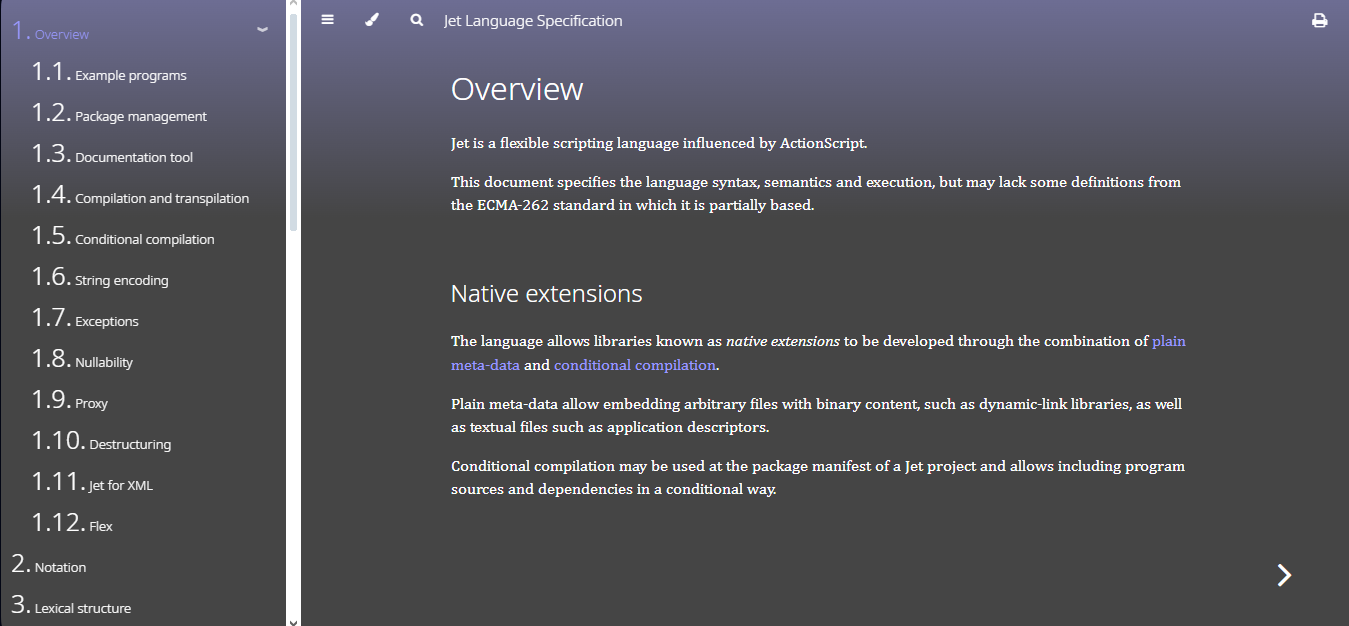 1. Overview
1.1. Example programs
1.2. Package management
1.3. Documentation tool
1.4. Compilation and transpilation
1.5. Conditional compilation
1.6. String encoding
1.7. Exceptions
1.8. Nullability
1.9. Proxy
1.10. Destructuring
1.11. Jet for XML
1.12. Flex
2. Notation
3. Lexical structure
Jet Language Specification
Overview
Jet is a flexible scripting language influenced by ActionScript.
This document specifies the language syntax, semantics and execution, but may lack some definitions from
the ECMA-262 standard in which it is partially based.
Native extensions
The language allows libraries known as native extensions to be developed through the combination of plain
meta-data and conditional compilation.
Plain meta-data allow embedding arbitrary files with binary content, such as dynamic-link libraries, as well
as textual files such as application descriptors.
Conditional compilation may be used at the package manifest of a Jet project and allows including program
sources and dependencies in a conditional way.